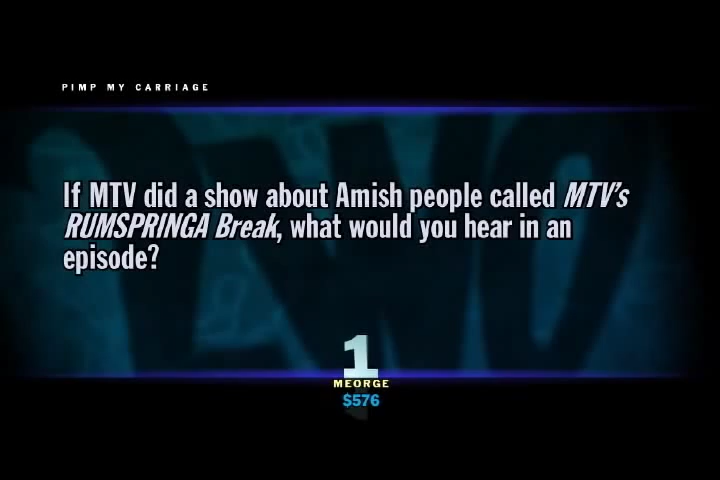 PIMP MY CARRIAGE
If MTV did a show about Amish people called MTV's
RUMSPRINGA Break, what would you hear in an
episode?
1
MEORGE
$576